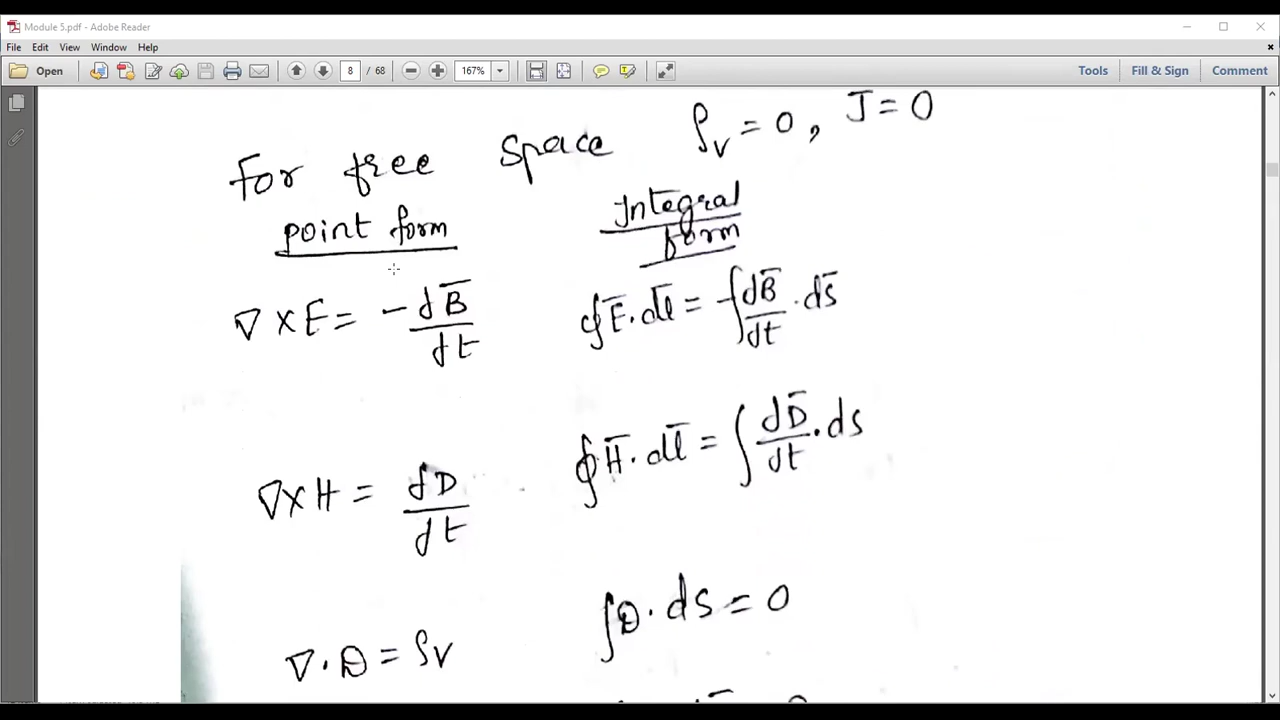 Module 5.pdf - Adobe Reader
File Edit View Window Help
Open 8 / 68 167% Tools Fill & Sign Comment
For free space ρv = 0, J = 0
point form Integral form
∇ X E = - dB̅/dt ∮E̅. dl̅ = -∫dB̅/dt . ds̅
∇ X H = dD/dt ∮H̅. dl̅ = ∫ dD̅/dt . ds
∇ . D = ρv ∫D. ds = 0